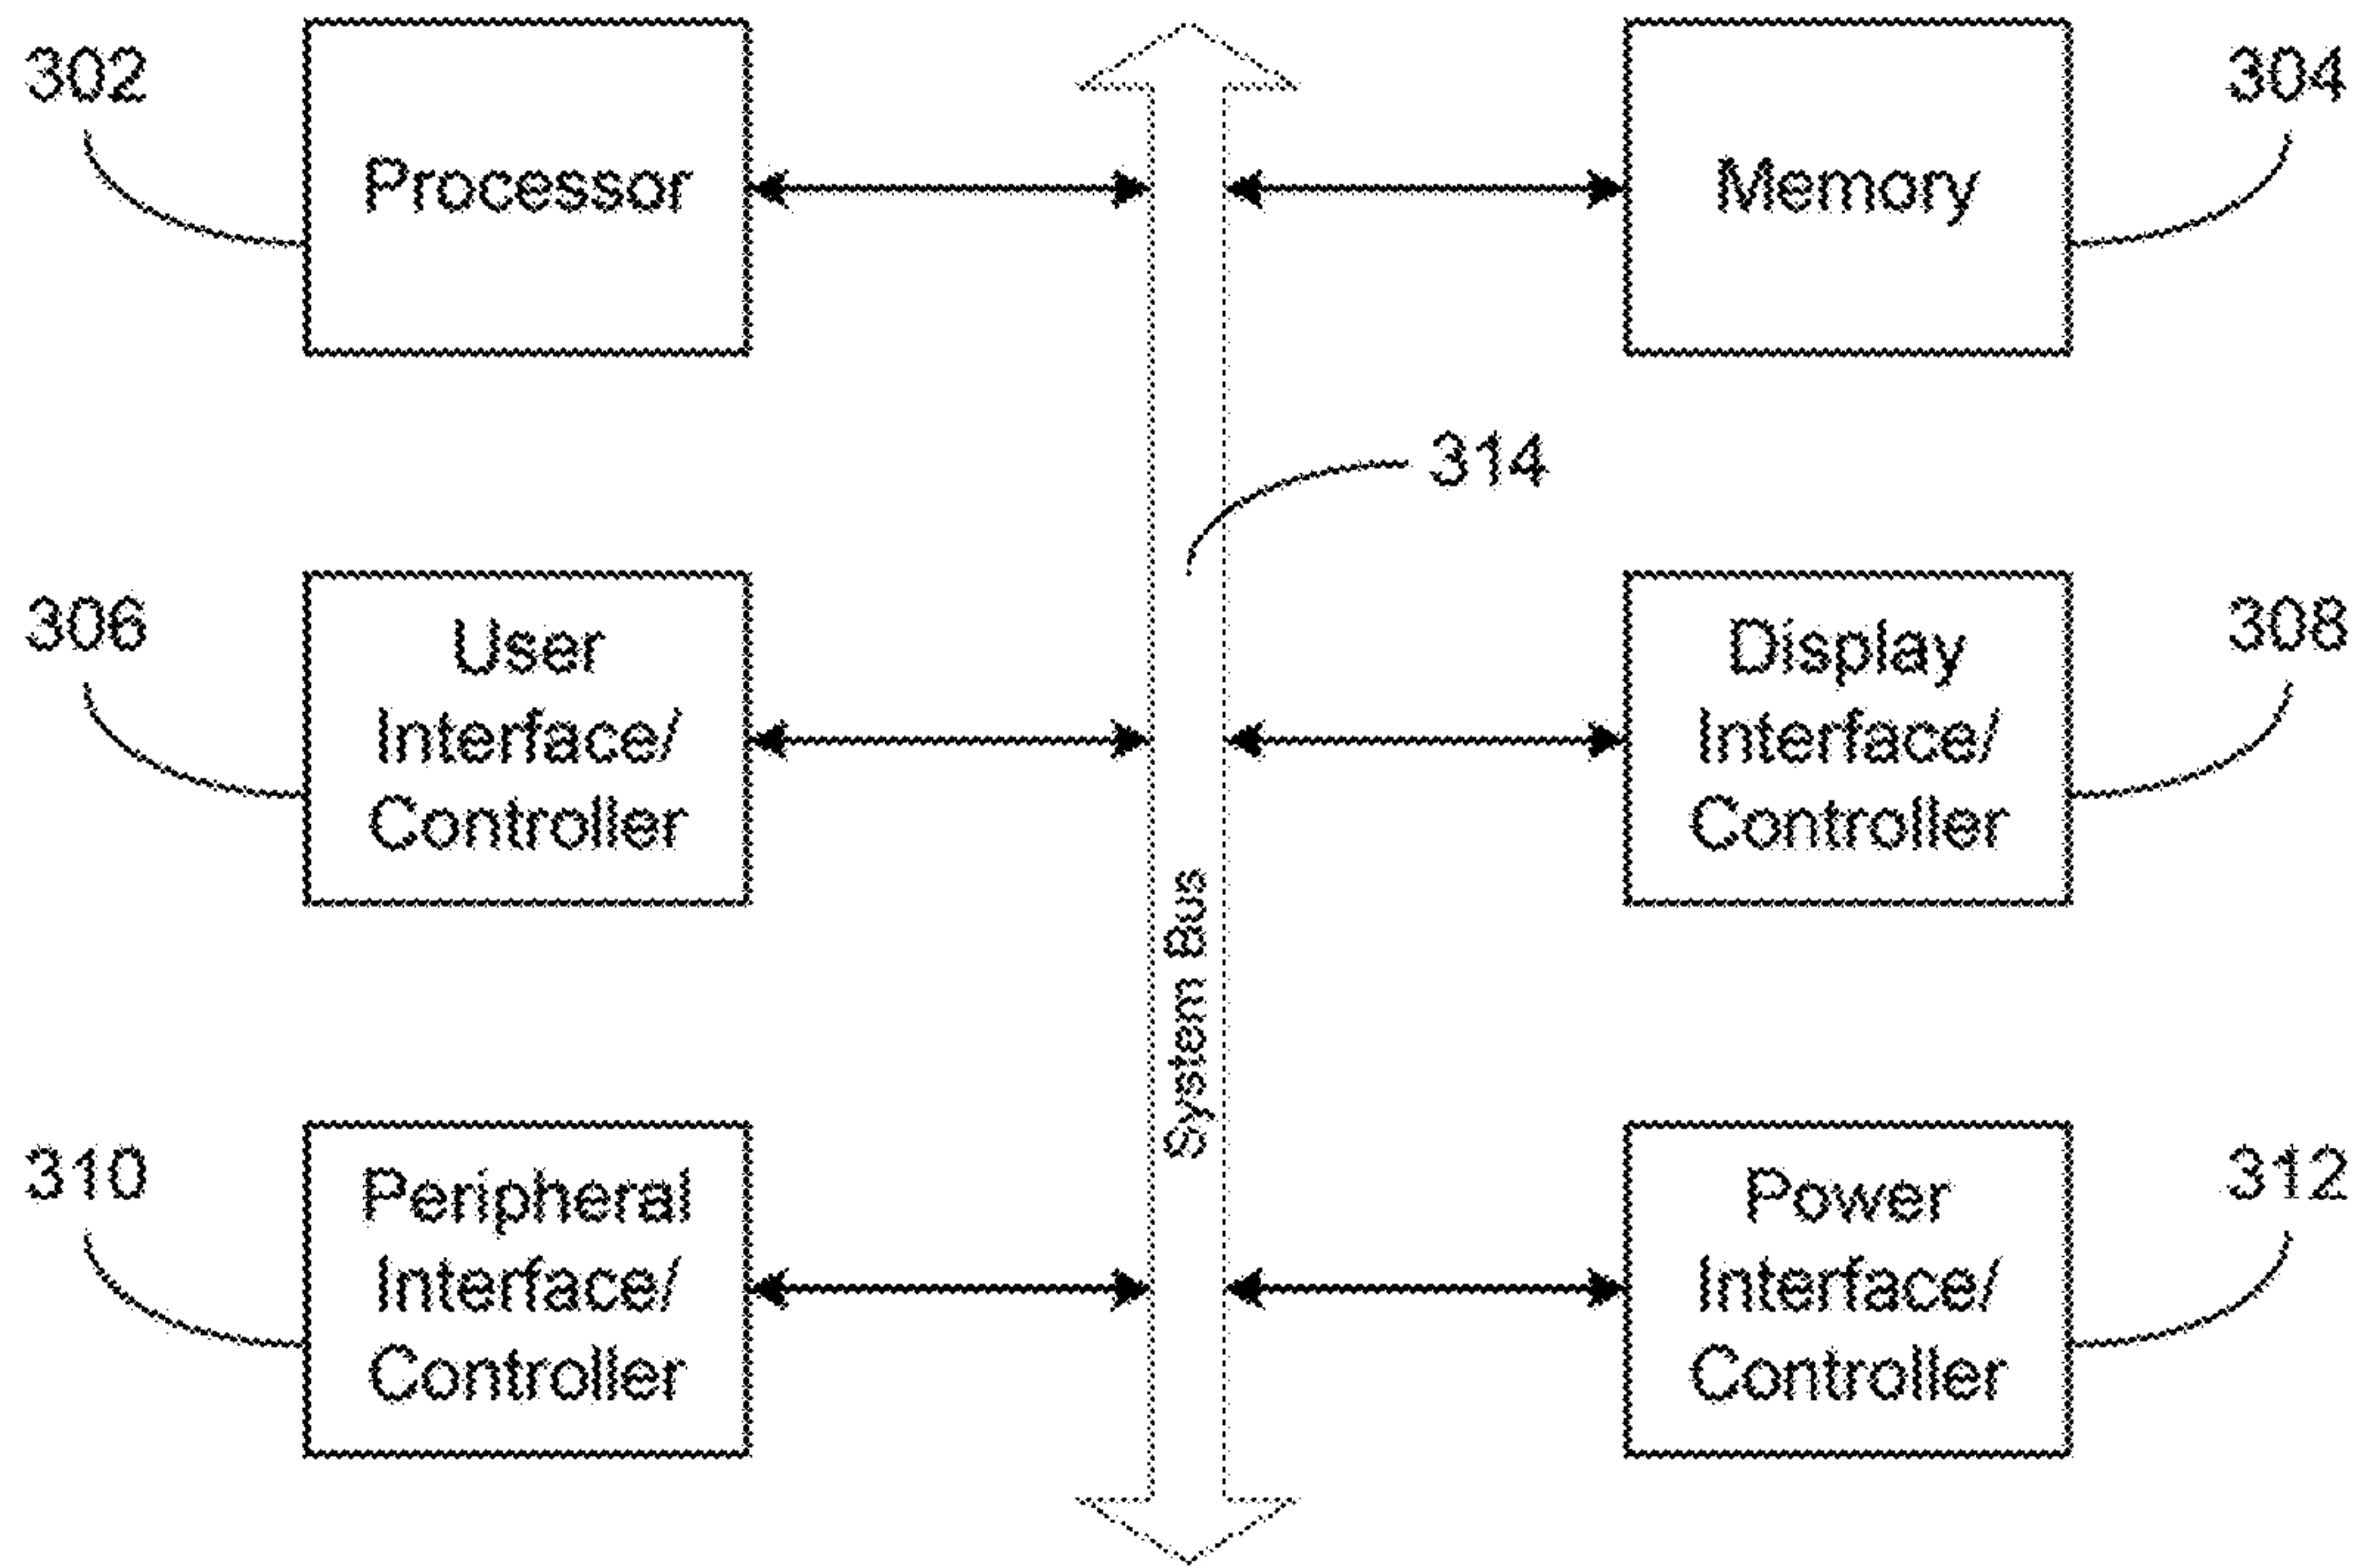 302
Processor
Memory
304
314
306
User
Interface/
Controller
Display
Interface/
Controller
308
System Bus
310
Peripheral
Interface/
Controller
Power
Interface/
Controller
312